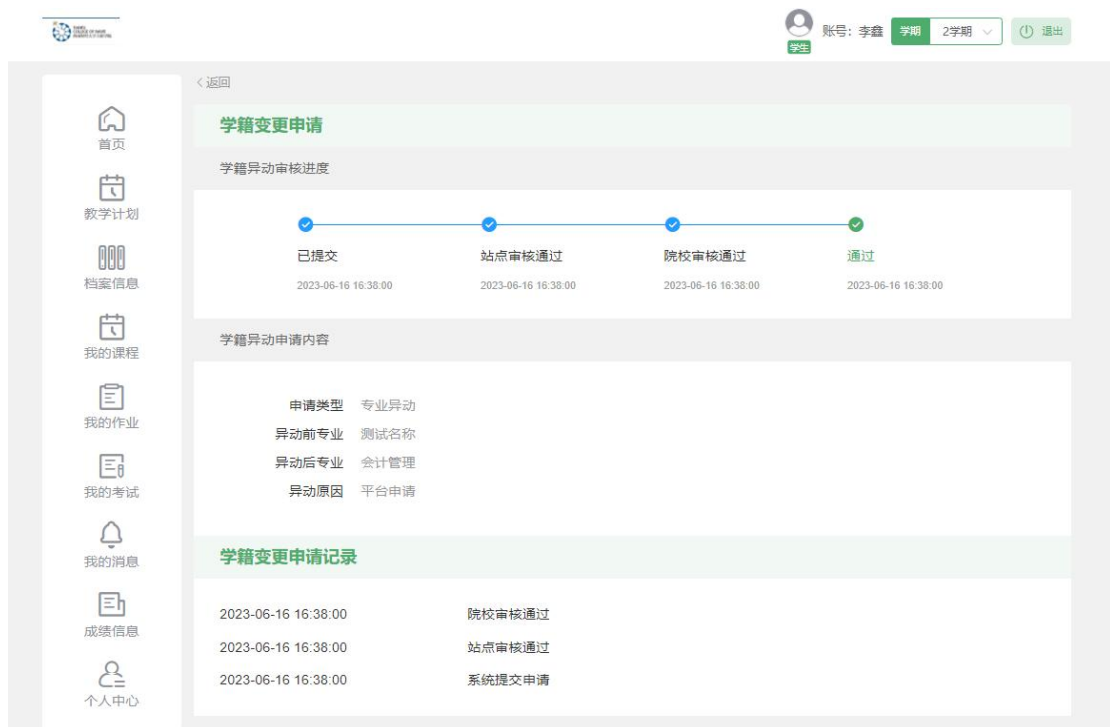 学生
账号：李鑫
学期
2学期
退出
返回
首页
教学计划
档案信息
我的课程
我的作业
我的考试
我的消息
成绩信息
个人中心
学籍变更申请
学籍异动审核进度
已提交 站点审核通过 院校审核通过 通过
2023-06-16 16:38:00 2023-06-16 16:38:00 2023-06-16 16:38:00 2023-06-16 16:38:00
学籍异动申请内容
申请类型 专业异动
异动前专业 测试名称
异动后专业 会计管理
异动原因 平台申请
学籍变更申请记录
2023-06-16 16:38:00 院校审核通过
2023-06-16 16:38:00 站点审核通过
2023-06-16 16:38:00 系统提交申请